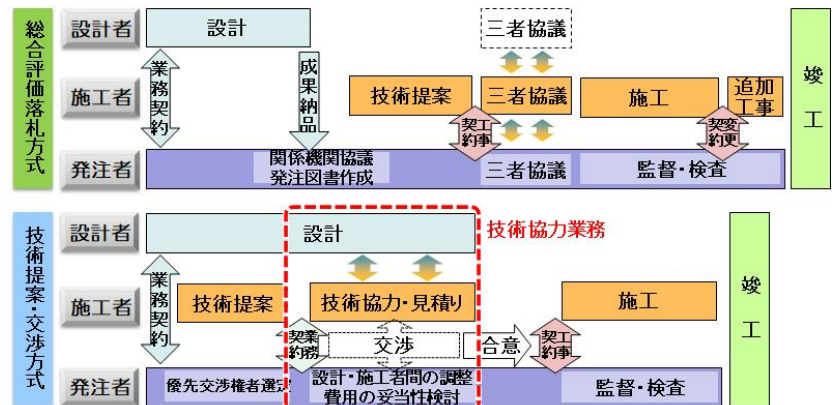 総合評価落札方式
設計者
設計
三者協議
業務契約
成果納品
施工者
技術提案
三者協議
施工
追加
工事
工事契約
変更契約
発注者
関係機関協議
発注図書作成
三者協議
監督・検査
竣工
技術提案・交渉方式
設計者
設計
技術協力業務
業務契約
施工者
技術提案
技術協力・見積り
施工
業務契約
交渉
合意
工事契約
発注者
優先交渉権者選定
設計・施工者間の調整
費用の妥当性検討
監督・検査
竣工